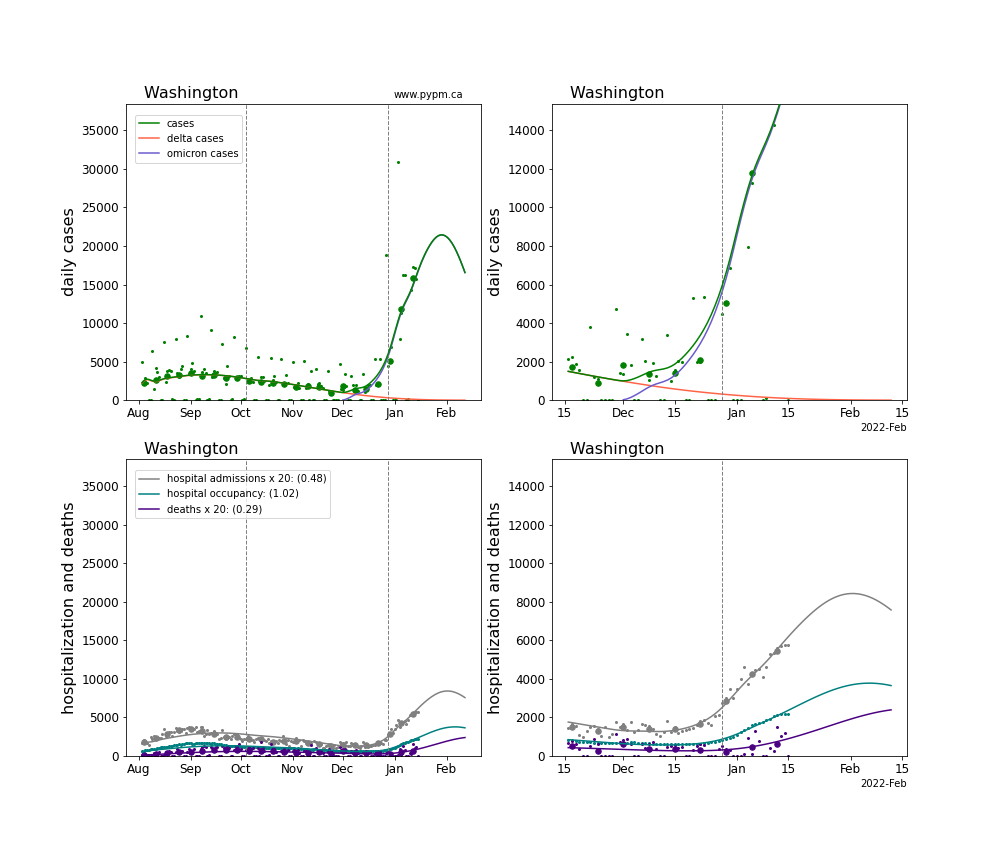 Washington
www.pypm.ca
cases
delta cases
omicron cases
daily cases
35000
30000
25000
20000
15000
10000
5000
0
Aug Sep Oct Nov Dec Jan Feb
Washington
daily cases
14000
12000
10000
8000
6000
4000
2000
0
15 Dec 15 Jan 15 Feb 15
2022-Feb
Washington
hospital admissions x 20: (0.48)
hospital occupancy: (1.02)
deaths x 20: (0.29)
hospitalization and deaths
35000
30000
25000
20000
15000
10000
5000
0
Aug Sep Oct Nov Dec Jan Feb
Washington
hospitalization and deaths
14000
12000
10000
8000
6000
4000
2000
0
15 Dec 15 Jan 15 Feb 15
2022-Feb